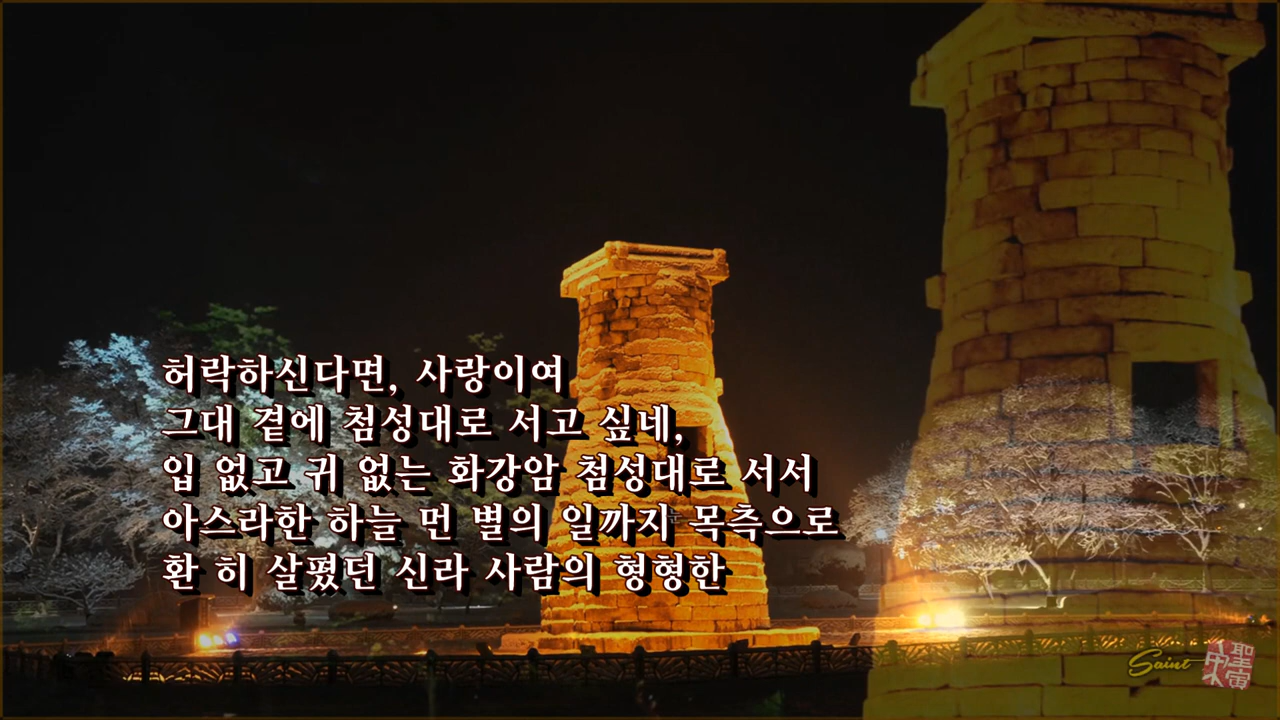 허락하신다면, 사랑이여
그대 곁에 첨성대로 서고 싶네,
입 없고 귀 없는 화강암 첨성대로 서서
아스라한 하늘 먼 별의 일까지 목측으로
환 히 살폈던 신라 사람의 형형한
Saint